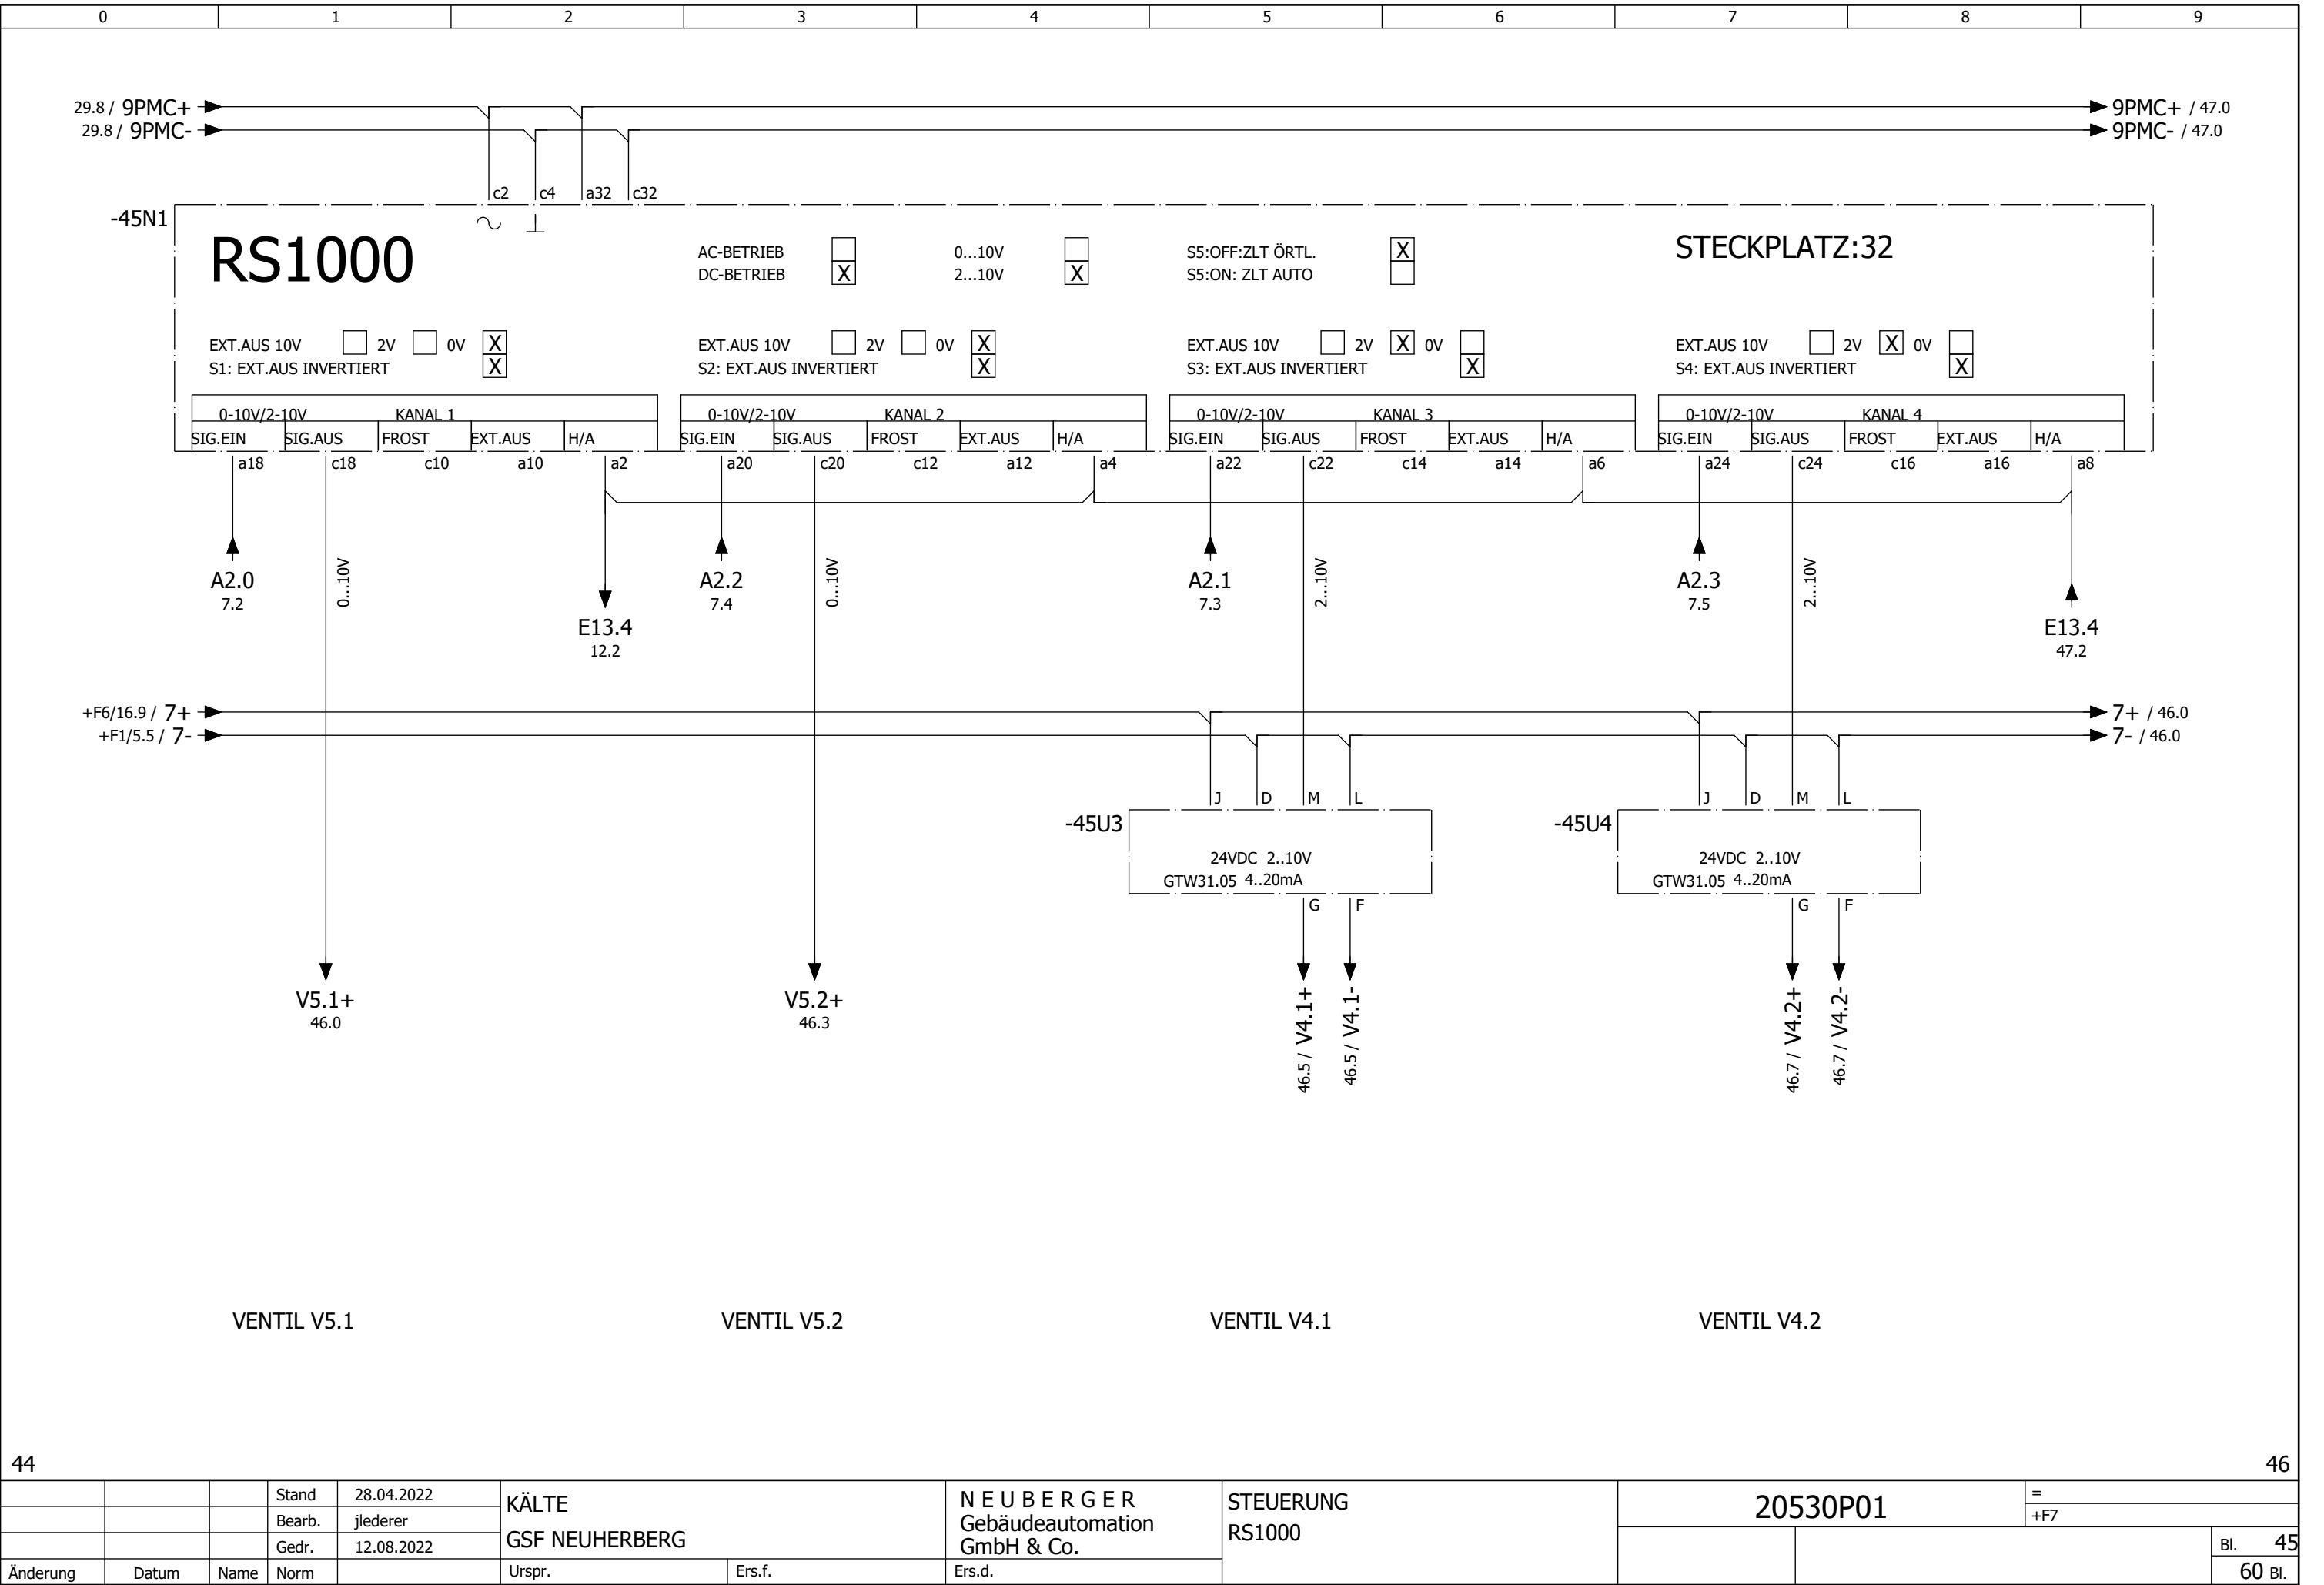 0 1 2 3 4 5 6 7 8 9
29.8 / 9PMC+ 9PMC+ / 47.0
29.8 / 9PMC- 9PMC- / 47.0
c2 c4 a32 c32
-45N1
RS1000
AC-BETRIEB 0...10V S5:OFF:ZLT ÖRTL. X STECKPLATZ:32
DC-BETRIEB X 2...10V X S5:ON: ZLT AUTO
EXT.AUS 10V 2V 0V X EXT.AUS 10V 2V 0V X EXT.AUS 10V 2V X 0V EXT.AUS 10V 2V X 0V
S1: EXT.AUS INVERTIERT X S2: EXT.AUS INVERTIERT X S3: EXT.AUS INVERTIERT X S4: EXT.AUS INVERTIERT X
0-10V/2-10V KANAL 1 0-10V/2-10V KANAL 2 0-10V/2-10V KANAL 3 0-10V/2-10V KANAL 4
SIG.EIN SIG.AUS FROST EXT.AUS H/A SIG.EIN SIG.AUS FROST EXT.AUS H/A SIG.EIN SIG.AUS FROST EXT.AUS H/A SIG.EIN SIG.AUS FROST EXT.AUS H/A
a18 c18 c10 a10 a2 a20 c20 c12 a12 a4 a22 c22 c14 a14 a6 a24 c24 c16 a16 a8
0...10V 0...10V 2...10V 2...10V
A2.0 A2.2 A2.1 A2.3
7.2 7.4 7.3 7.5
E13.4 E13.4
12.2 47.2
+F6/16.9 / 7+ 7+ / 46.0
+F1/5.5 / 7- 7- / 46.0
J D M L J D M L
-45U3 -45U4
24VDC 2..10V 24VDC 2..10V
GTW31.05 4..20mA GTW31.05 4..20mA
G F G F
V5.1+ V5.2+
46.0 46.3
46.5 / V4.1+
46.5 / V4.1-
46.7 / V4.2+
46.7 / V4.2-
VENTIL V5.1 VENTIL V5.2 VENTIL V4.1 VENTIL V4.2
44 46
Stand 28.04.2022
Bearb. jlederer
Gedr. 12.08.2022
Änderung Datum Name Norm
KÄLTE
GSF NEUHERBERG
Urspr. Ers.f. Ers.d.
N E U B E R G E R
Gebäudeautomation
GmbH & Co.
STEUERUNG
RS1000
20530P01
=
+F7
Bl. 45
60 Bl.